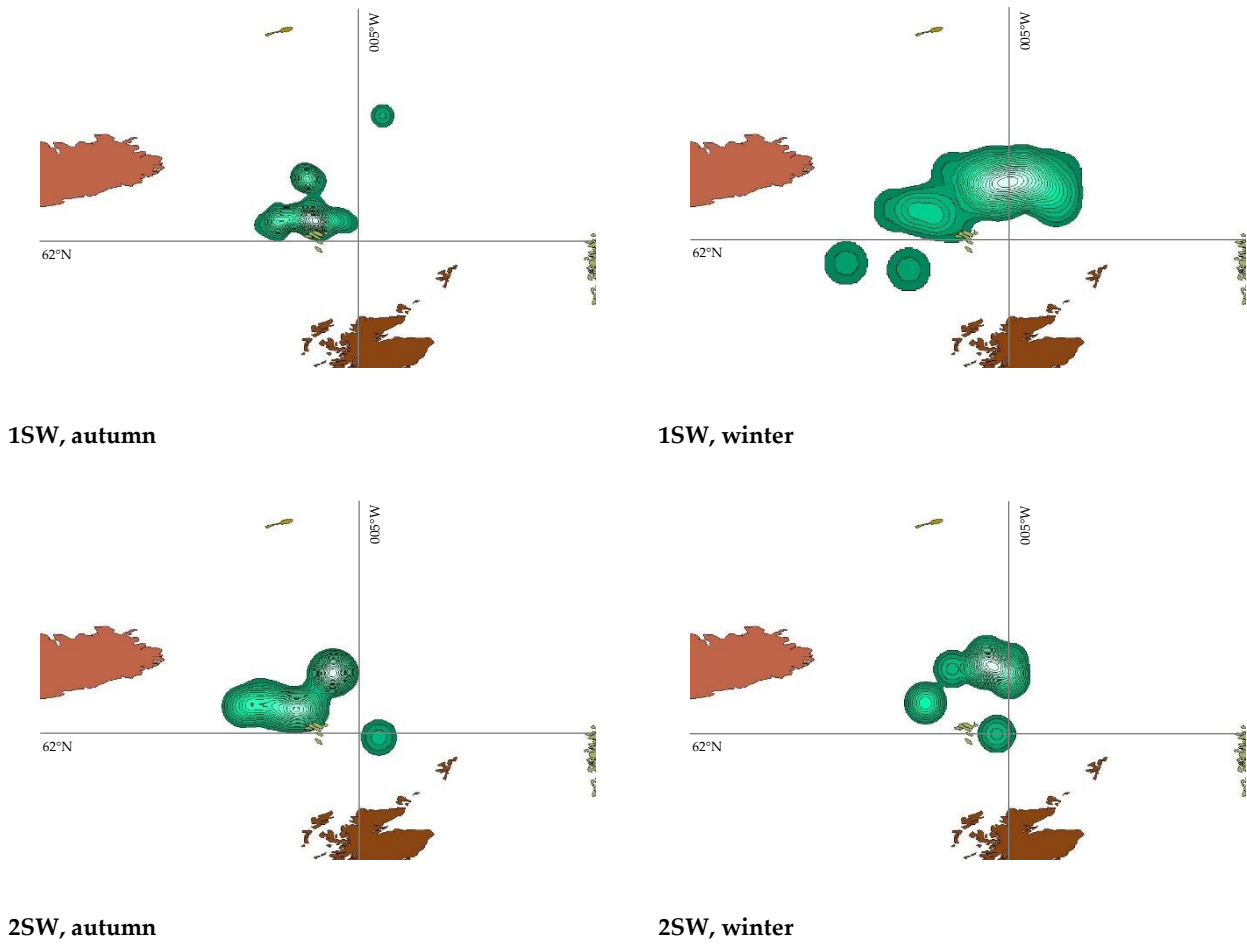 005°W
005°W
62°N
62°N
1SW, autumn
1SW, winter
005°W
005°W
62°N
62°N
2SW, autumn
2SW, winter